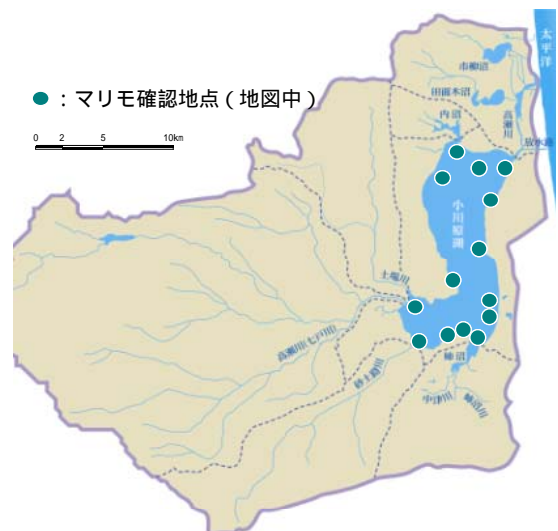 太平洋
市柳沼
田面木沼
●：マリモ確認地点（地図中）
内沼
高瀬川
放水路
0 2 5 10km
小川原湖
土場川
高瀬川(七戸川)
砂土路川
姉沼
中津川
姉沼川